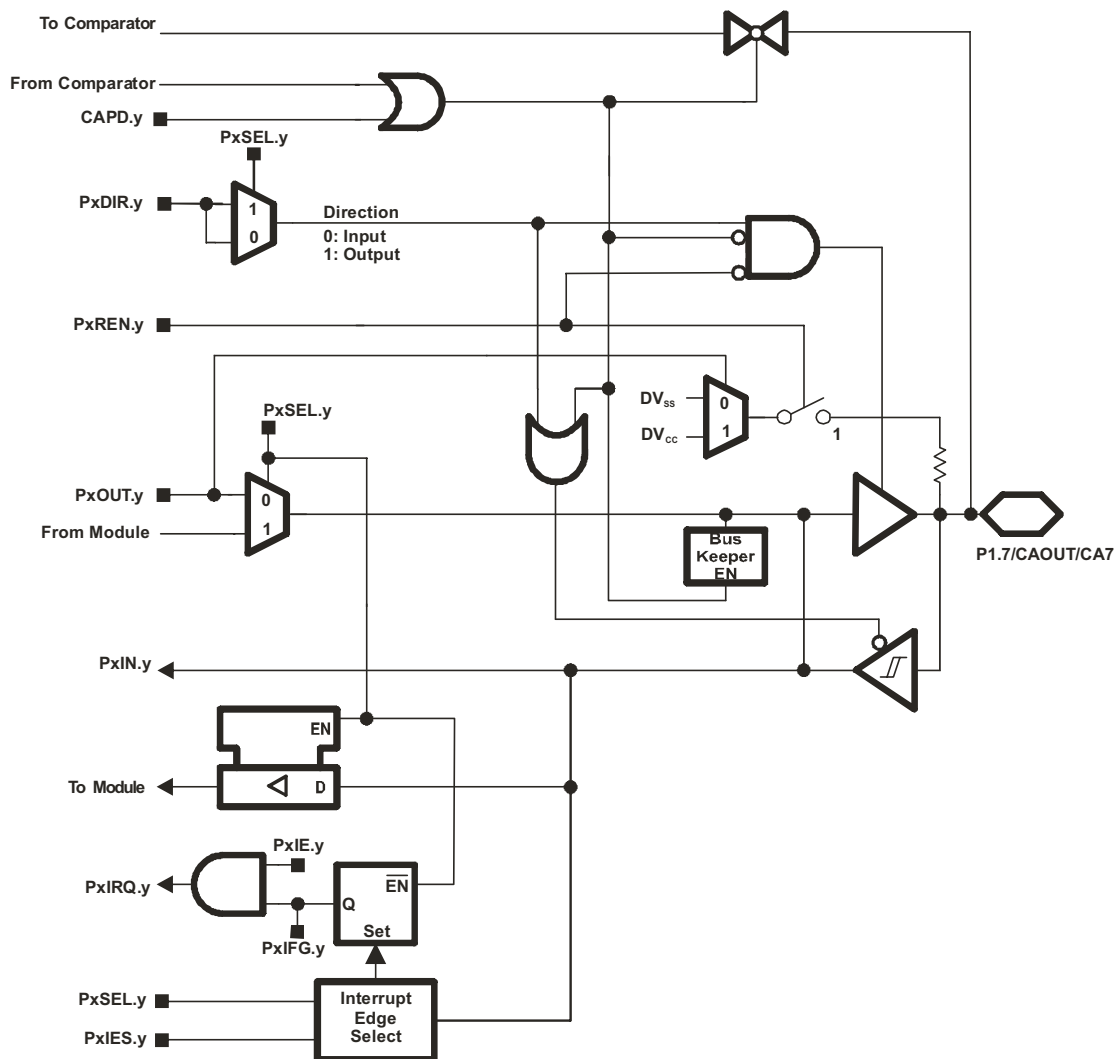 To Comparator
From Comparator
CAPD.y
PxSEL.y
PxDIR.y
1
0
Direction
0: Input
1: Output
PxREN.y
DVSS
0
DVCC
1
1
PxSEL.y
PxOUT.y
0
From Module
1
Bus
Keeper
EN
P1.7/CAOUT/CA7
PxIN.y
EN
To Module
D
PxIE.y
PxIRQ.y
EN
Q
PxIFG.y
Set
PxSEL.y
PxIES.y
Interrupt
Edge
Select